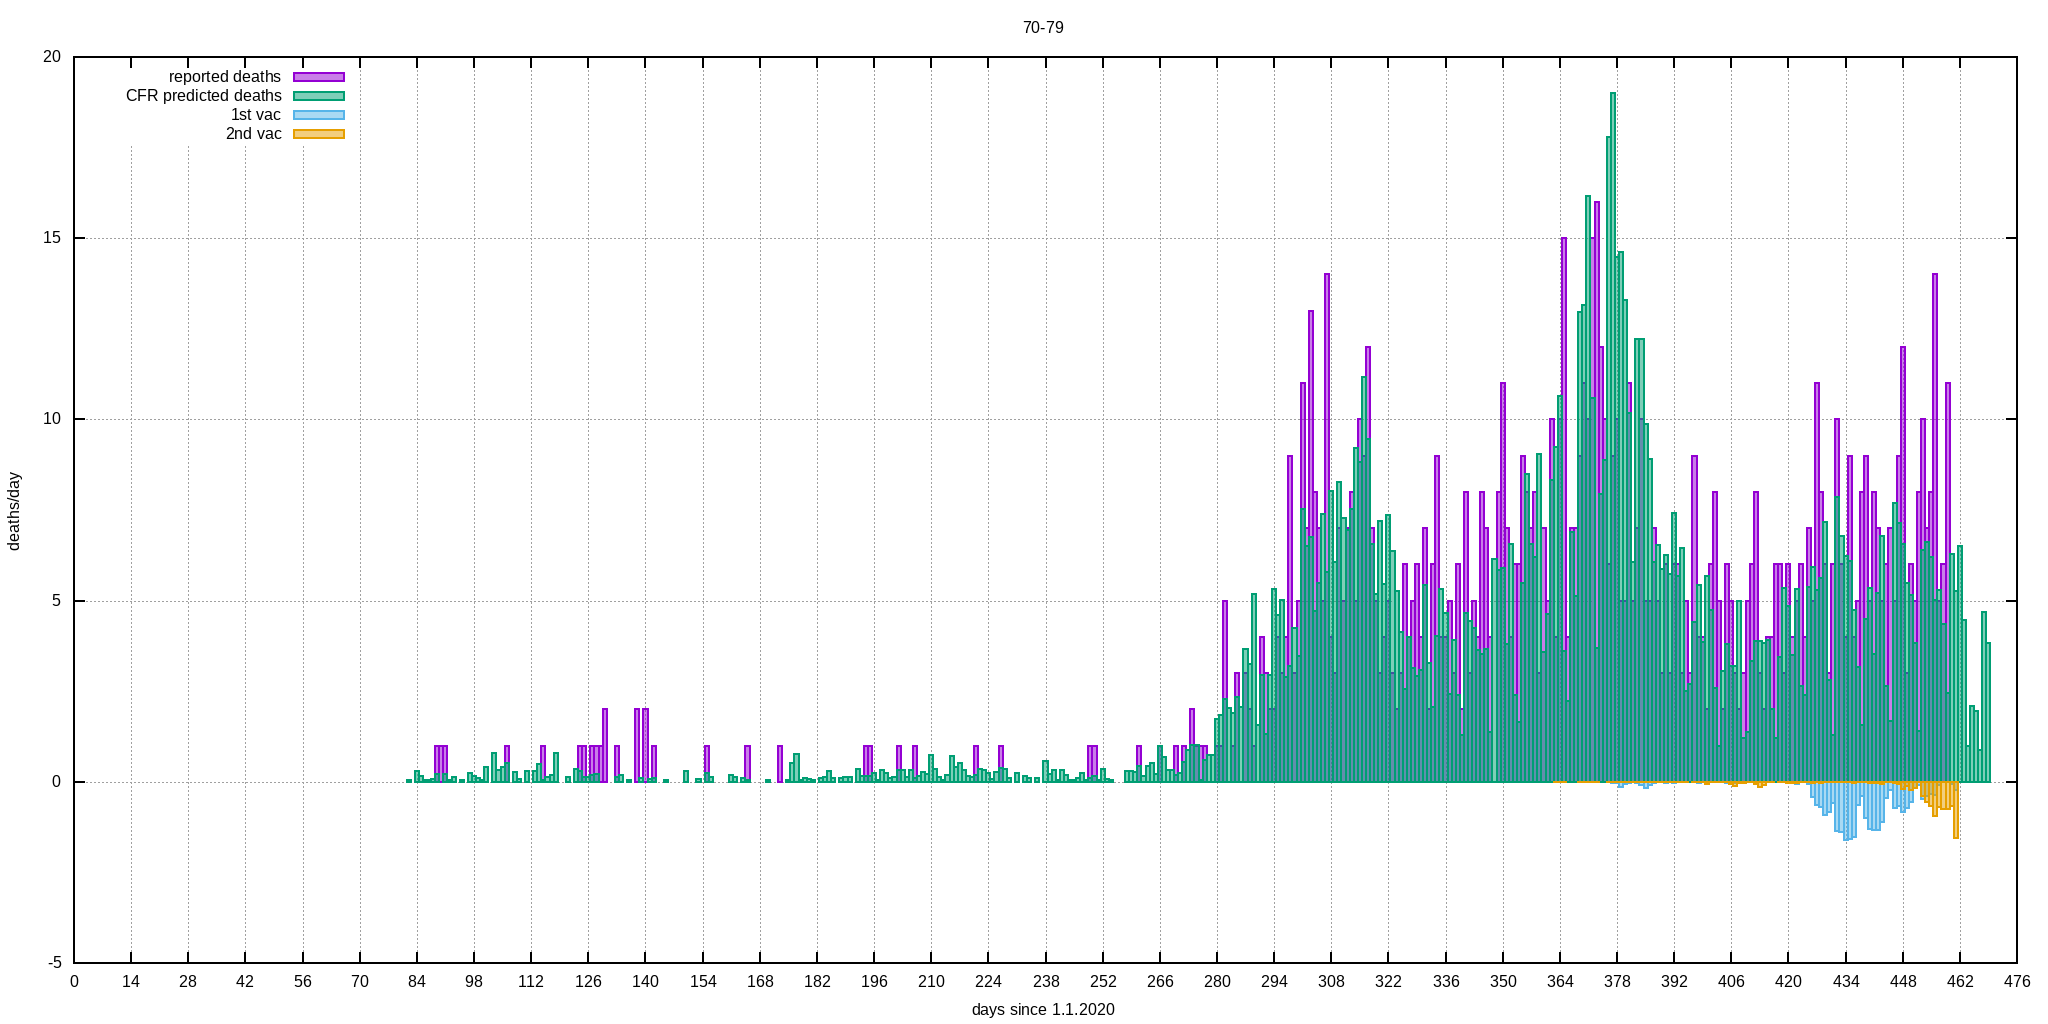 70-79
reported deaths
CFR predicted deaths
1st vac
2nd vac
20
15
10
5
0
-5
deaths/day
0 14 28 42 56 70 84 98 112 126 140 154 168 182 196 210 224 238 252 266 280 294 308 322 336 350 364 378 392 406 420 434 448 462 476
days since 1.1.2020